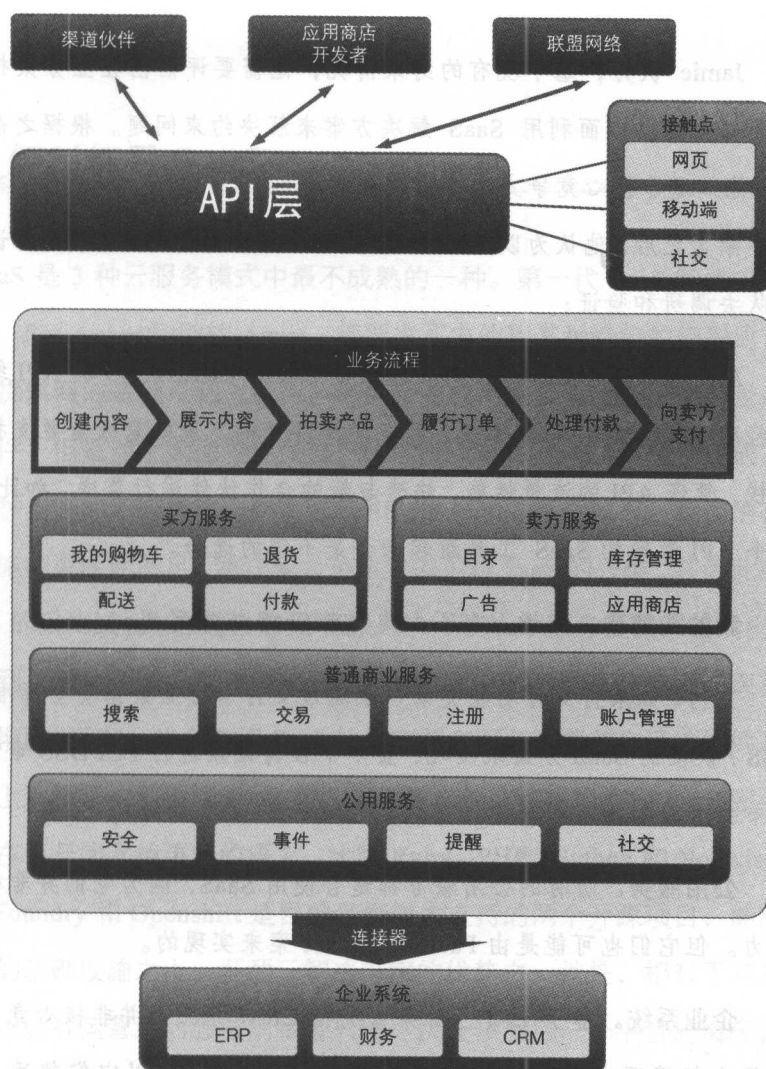 渠道伙伴
应用商店
开发者
联盟网络
接触点
网页
移动端
社交
API层
业务流程
创建内容
展示内容
拍卖产品
履行订单
处理付款
向卖方
支付
买方服务
我的购物车
退货
配送
付款
卖方服务
目录
库存管理
广告
应用商店
普通商业服务
搜索
交易
注册
账户管理
公用服务
安全
事件
提醒
社交
连接器
企业系统
ERP
财务
CRM